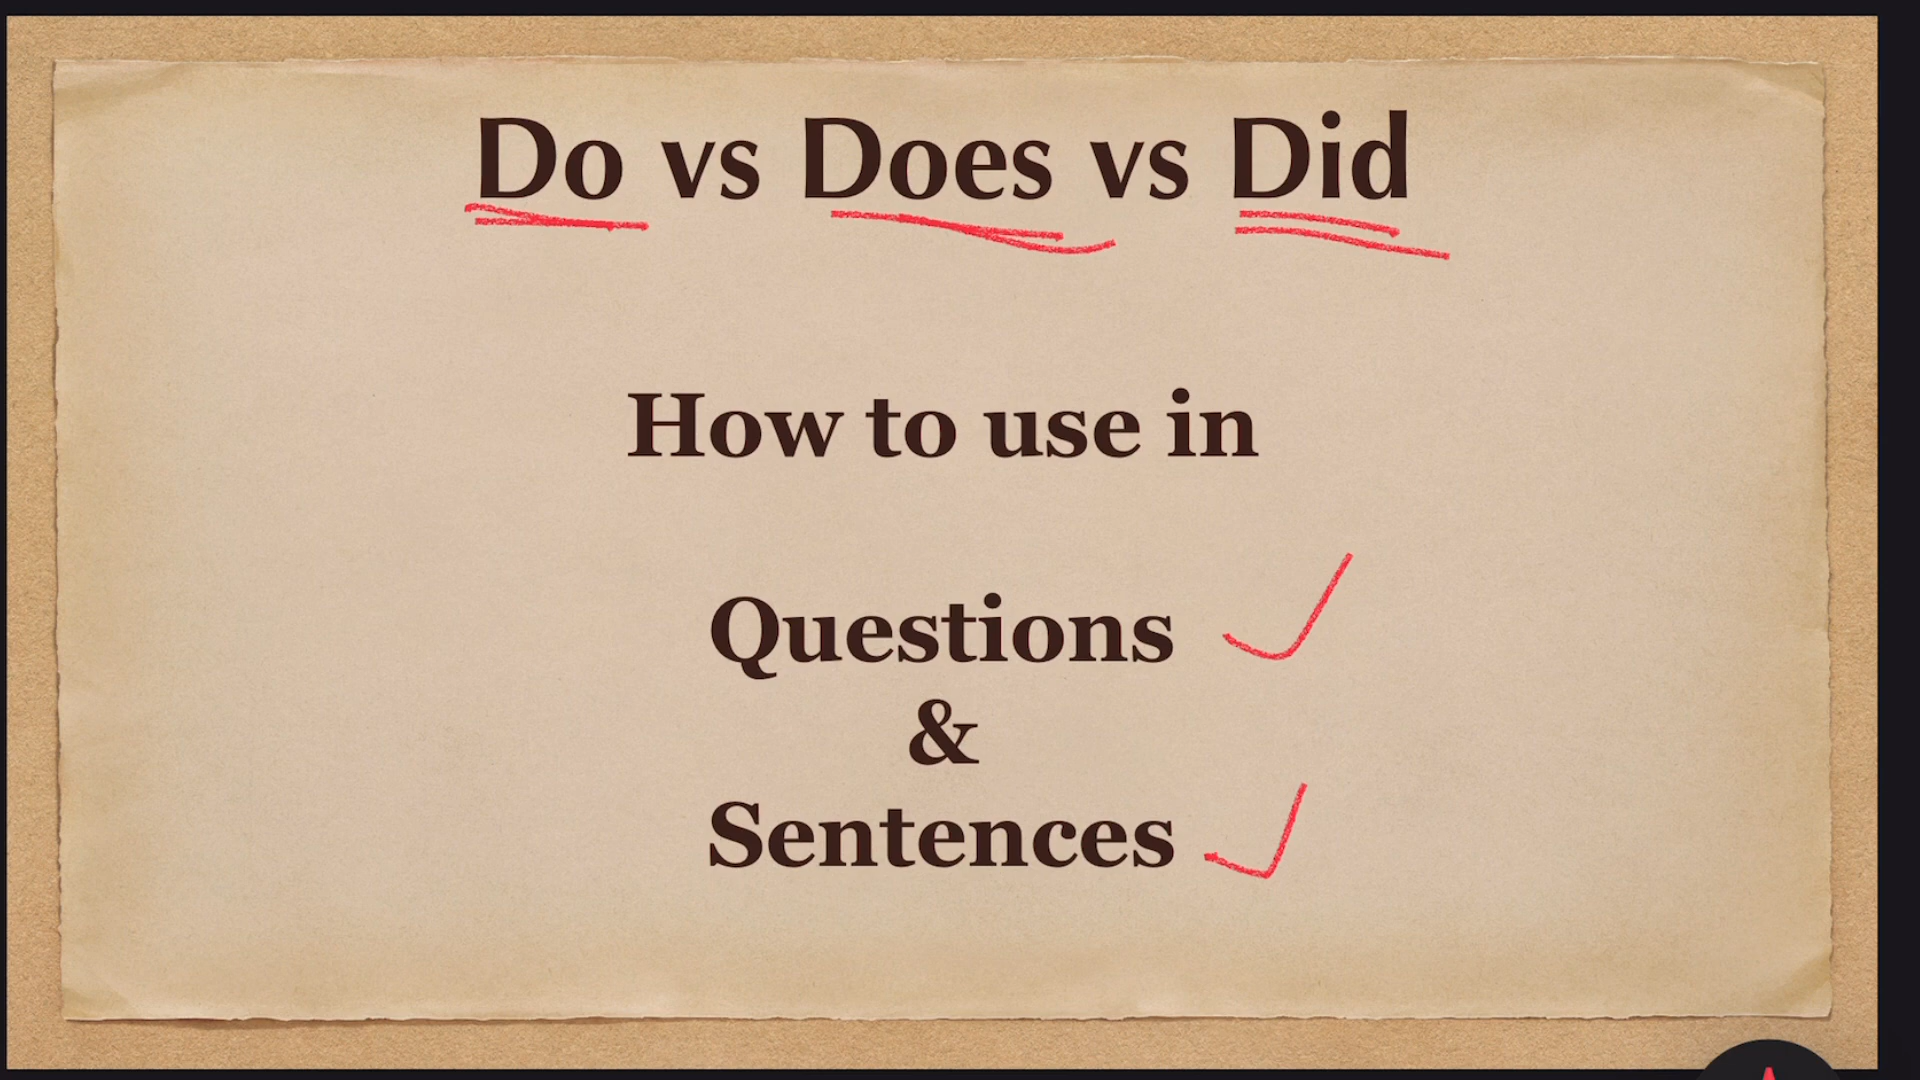 Do vs Does vs Did
How to use in
Questions
&
Sentences